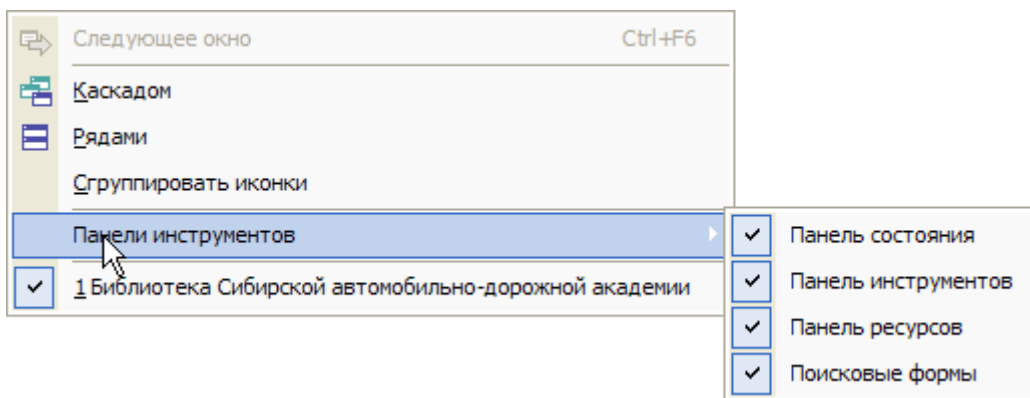 Следующее окно Ctrl+F6
Каскадом
Рядами
Сгруппировать иконки
Панели инструментов
1 Библиотека Сибирской автомобильно-дорожной академии
Панель состояния
Панель инструментов
Панель ресурсов
Поисковые формы